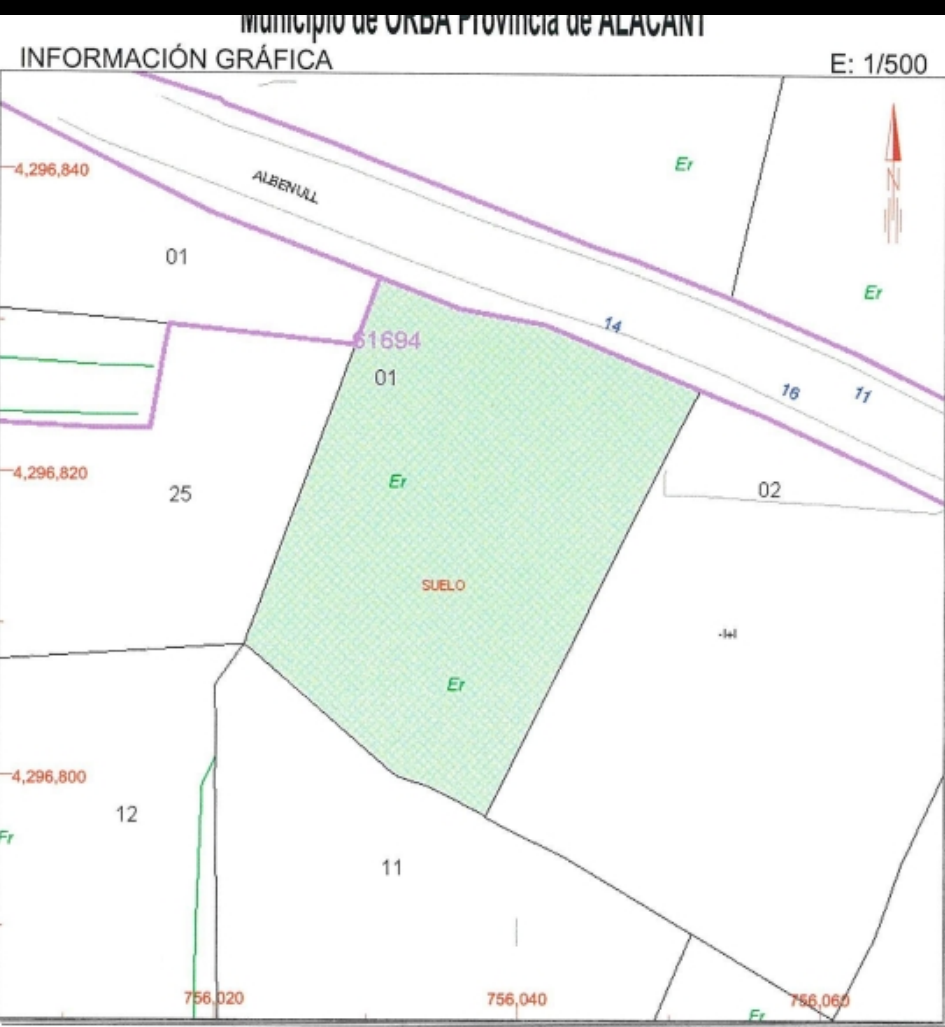 Municipio de ORBA Provincia de ALACANT
INFORMACIÓN GRÁFICA
E: 1/500
4,296,840
Er
ALBENULL
N
01
Er
14
61694
01
16
11
4,296,820
Er
25
02
SUELO
Er
4,296,800
12
Er
11
756,020
756,040
756,060
Er